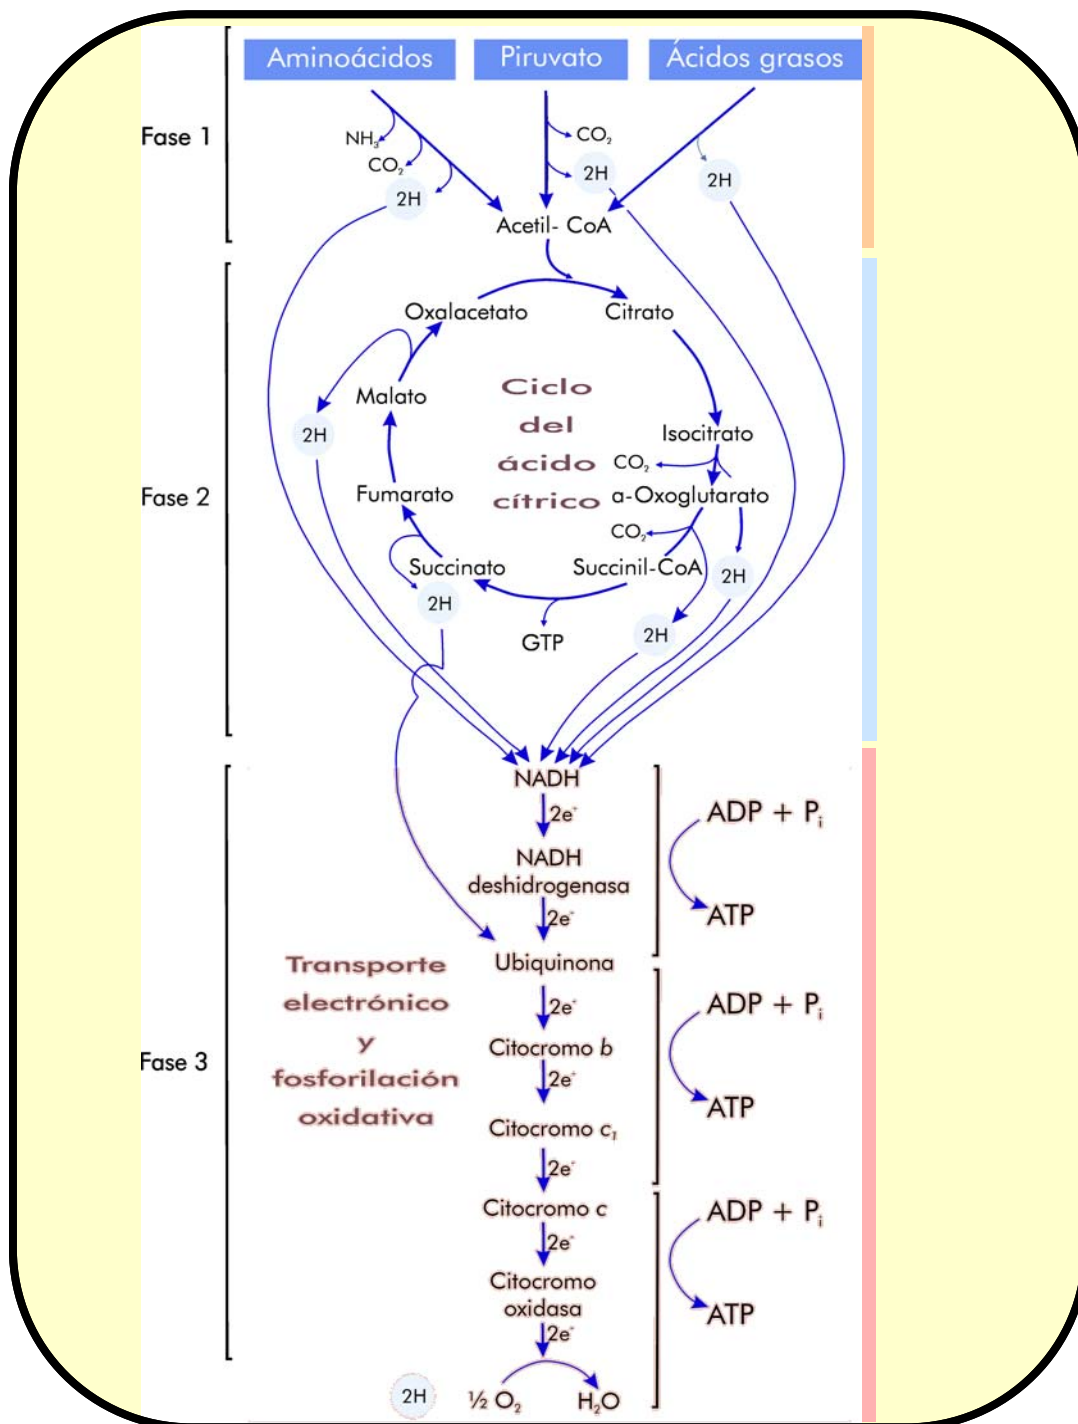 Aminoácidos
Piruvato
Ácidos grasos
Fase 1
NH₃
CO₂
2H
CO₂
2H
2H
Acetil- CoA
Fase 2
Oxalacetato
Citrato
Malato
Ciclo
del
ácido
cítrico
2H
Isocitrato
CO₂
Fumarato
α-Oxoglutarato
CO₂
Succinato
Succinil-CoA
2H
2H
2H
GTP
Fase 3
NADH
2e⁻
NADH
deshidrogenasa
2e⁻
Ubiquinona
2e⁻
Citocromo b
2e⁻
Citocromo c₁
2e⁻
Citocromo c
2e⁻
Citocromo
oxidasa
2e⁻
Transporte
electrónico
y
fosforilación
oxidativa
ADP + Pᵢ
ATP
ADP + Pᵢ
ATP
ADP + Pᵢ
ATP
2H
½ O₂
H₂O